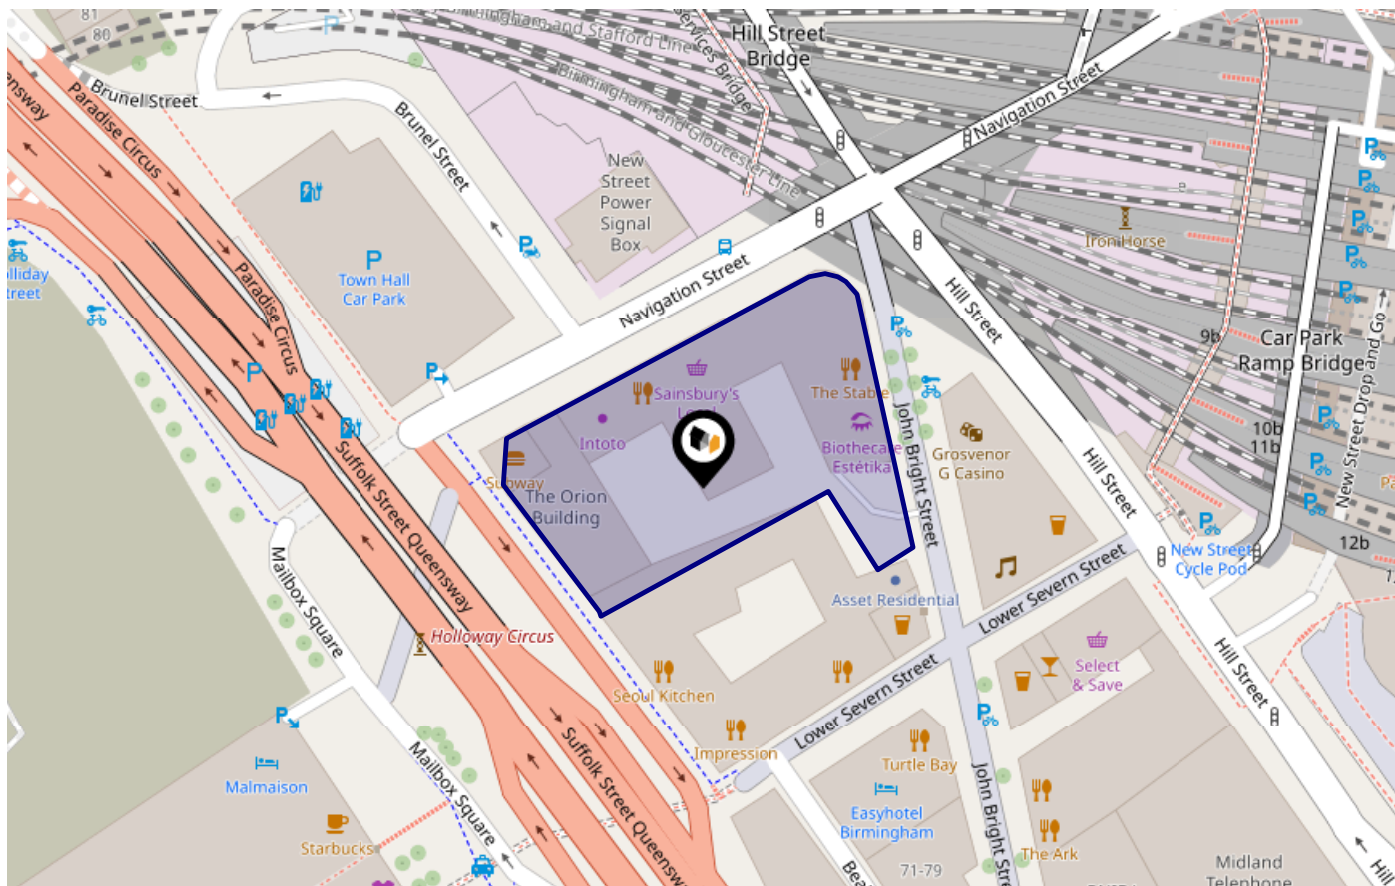 81
80
Birmingham and Stafford Line
Services Bridge
Hill Street
Bridge
Birmingham and Gloucester Line
Navigation Street
Brunel Street
Paradise Circus
Brunel Street
New
Street
Power
Signal
Box
Iron Horse
Town Hall
Car Park
Paradise Circus
Navigation Street
Hill Street
9b
Car Park
Ramp Bridge
New Street Drop and Go
Sainsbury's
The Stable
Intoto
Biothecare
Estétika
John Bright Street
Grosvenor
G Casino
10b
11b
Hill Street
Subway
The Orion
Building
Suffolk Street Queensway
12b
New Street
Cycle Pod
Mailbox Square
Asset Residential
Lower Severn Street
Holloway Circus
Hill Street
Select
& Save
Seoul Kitchen
Lower Severn Street
Impression
Turtle Bay
Malmaison
Mailbox Square
Suffolk Street Queensway
John Bright Street
Easyhotel
Birmingham
Starbucks
The Ark
71-79
Midland
Telephone